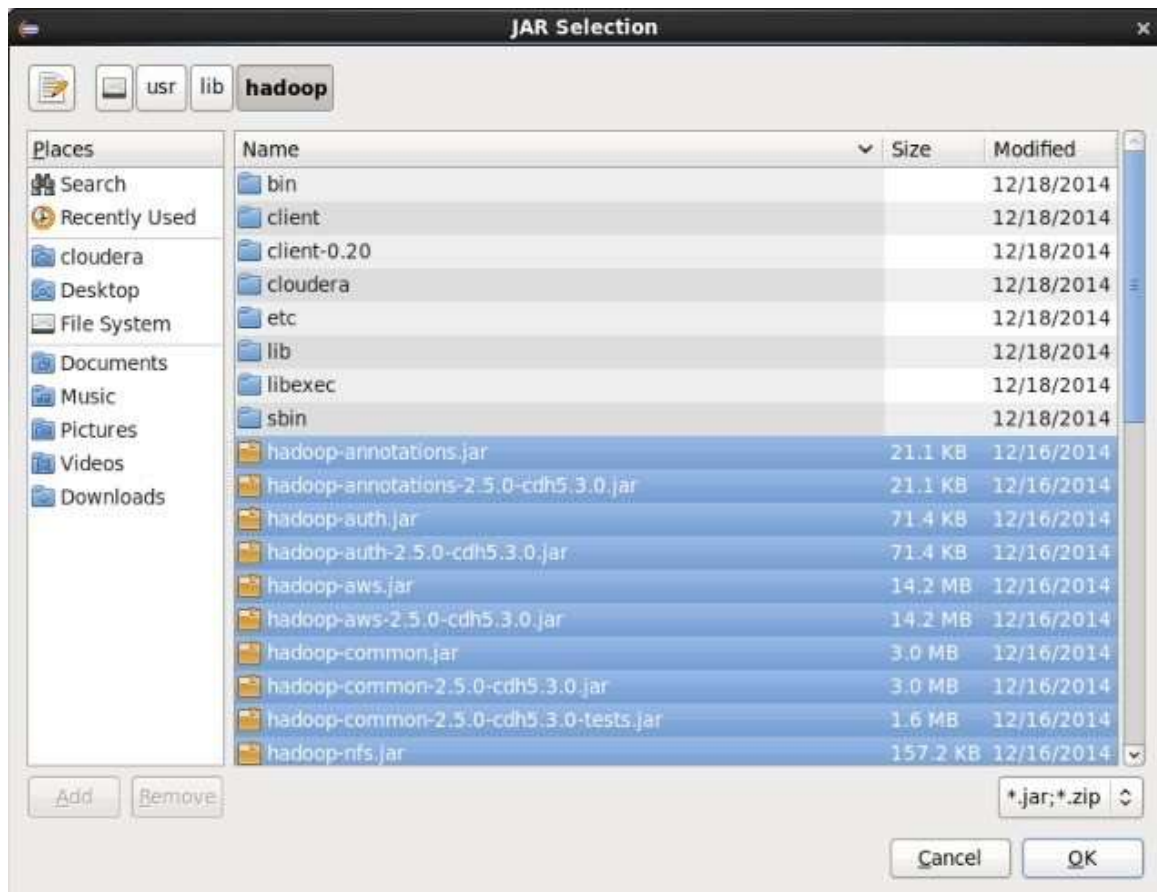 JAR Selection
usr lib hadoop
Places
Search
Recently Used
cloudera
Desktop
File System
Documents
Music
Pictures
Videos
Downloads
Name Size Modified
bin 12/18/2014
client 12/18/2014
client-0.20 12/18/2014
cloudera 12/18/2014
etc 12/18/2014
lib 12/18/2014
libexec 12/18/2014
sbin 12/18/2014
hadoop-annotations.jar 21.1 KB 12/16/2014
hadoop-annotations-2.5.0-cdh5.3.0.jar 21.1 KB 12/16/2014
hadoop-auth.jar 71.4 KB 12/16/2014
hadoop-auth-2.5.0-cdh5.3.0.jar 71.4 KB 12/16/2014
hadoop-aws.jar 14.2 MB 12/16/2014
hadoop-aws-2.5.0-cdh5.3.0.jar 14.2 MB 12/16/2014
hadoop-common.jar 3.0 MB 12/16/2014
hadoop-common-2.5.0-cdh5.3.0.jar 3.0 MB 12/16/2014
hadoop-common-2.5.0-cdh5.3.0-tests.jar 1.6 MB 12/16/2014
hadoop-nfs.jar 157.2 KB 12/16/2014
Add Remove *.jar;*.zip
Cancel OK